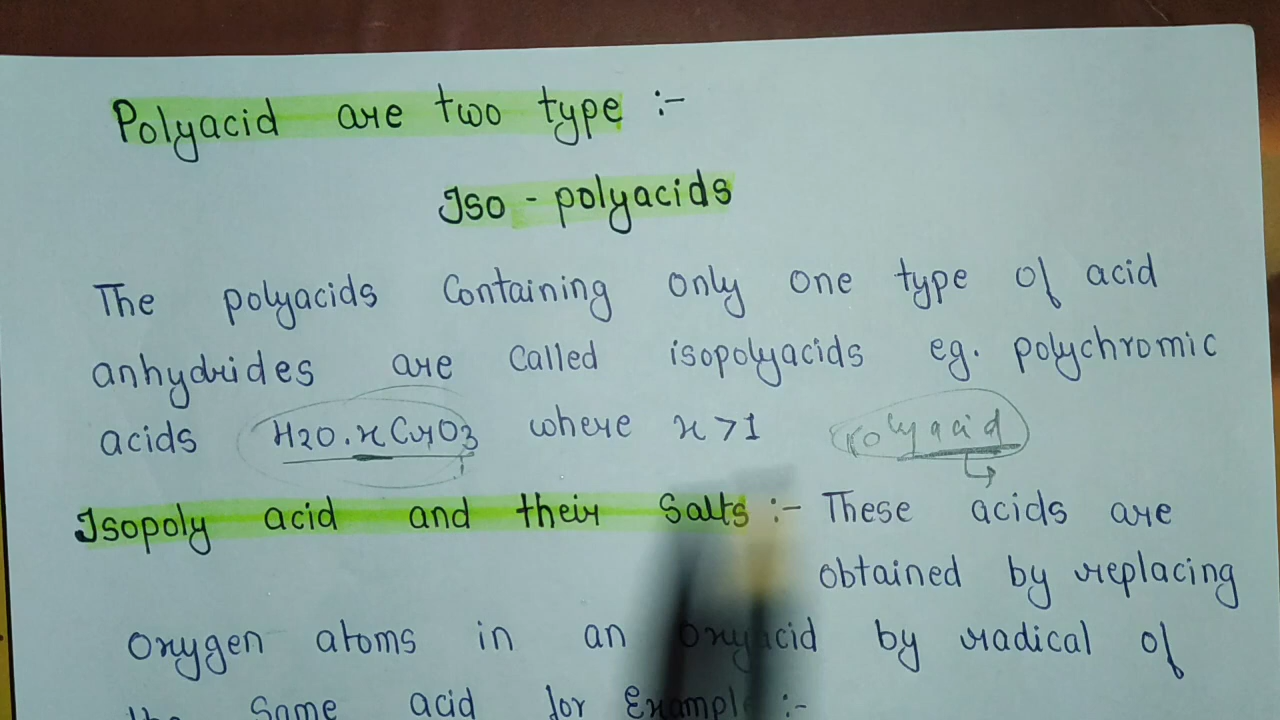 Polyacid are two type :-
Iso - polyacids
The polyacids Containing only one type of acid
anhydrides are Called isopolyacids eg. polychromic
acids H2O.xCrO3 where x>1 Polyacid
Isopoly acid and their Salts :- These acids are
obtained by replacing
Oxygen atoms in an oxyacid by radical of
the Same acid for Example :-